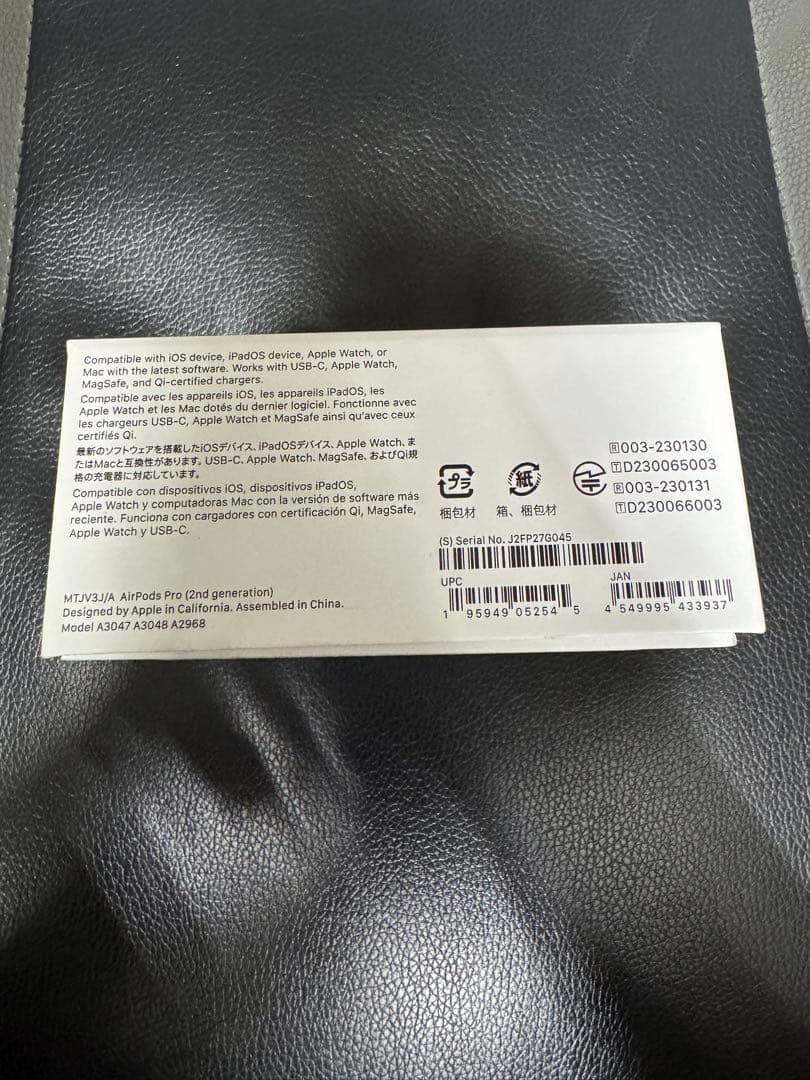 Compatible with iOS device, iPadOS device, Apple Watch, or
Mac with the latest software. Works with USB-C, Apple Watch,
MagSafe, and Qi-certified chargers.
Compatible avec les appareils iOS, les appareils iPadOS, les
Apple Watch et les Mac dotés du dernier logiciel. Fonctionne avec
les chargeurs USB-C, Apple Watch et MagSafe ainsi qu'avec ceux
certifiés Qi.
最新のソフトウェアを搭載したiOSデバイス、iPadOSデバイス、Apple Watch、ま
たはMacと互換性があります。USB-C、Apple Watch、MagSafe、およびQi規
格の充電器に対応しています。
Compatible con dispositivos iOS, dispositivos iPadOS,
Apple Watch y computadoras Mac con la versión de software más
reciente. Funciona con cargadores con certificación Qi, MagSafe,
Apple Watch y USB-C.
MTJV3J/A AirPods Pro (2nd generation)
Designed by Apple in California. Assembled in China.
Model A3047 A3048 A2968
プラ
梱包材
紙
箱、梱包材
R 003-230130
T D230065003
R 003-230131
T D230066003
(S) Serial No. J2FP27G045
UPC
1 95949 05254 5
JAN
4 549995 433937